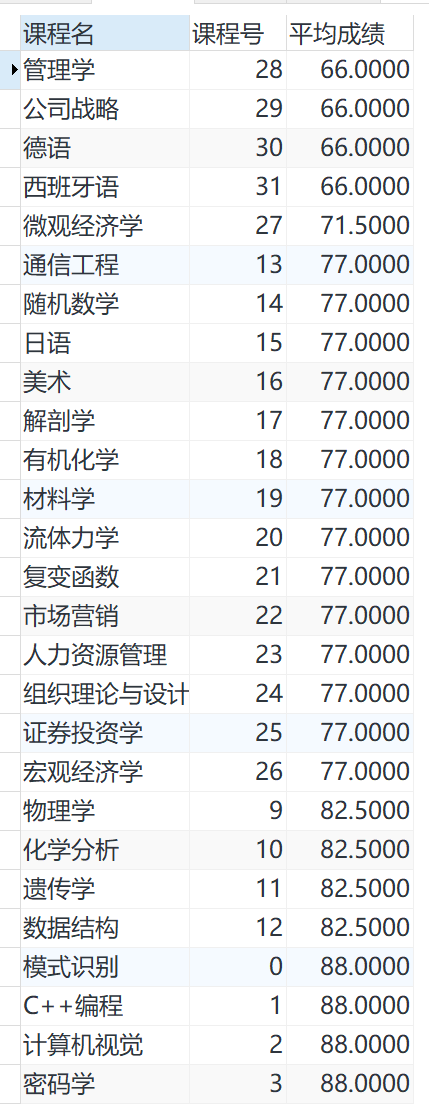 课程名 课程号 平均成绩
管理学 28 66.0000
公司战略 29 66.0000
德语 30 66.0000
西班牙语 31 66.0000
微观经济学 27 71.5000
通信工程 13 77.0000
随机数学 14 77.0000
日语 15 77.0000
美术 16 77.0000
解剖学 17 77.0000
有机化学 18 77.0000
材料学 19 77.0000
流体力学 20 77.0000
复变函数 21 77.0000
市场营销 22 77.0000
人力资源管理 23 77.0000
组织理论与设计 24 77.0000
证券投资学 25 77.0000
宏观经济学 26 77.0000
物理学 9 82.5000
化学分析 10 82.5000
遗传学 11 82.5000
数据结构 12 82.5000
模式识别 0 88.0000
C++编程 1 88.0000
计算机视觉 2 88.0000
密码学 3 88.0000